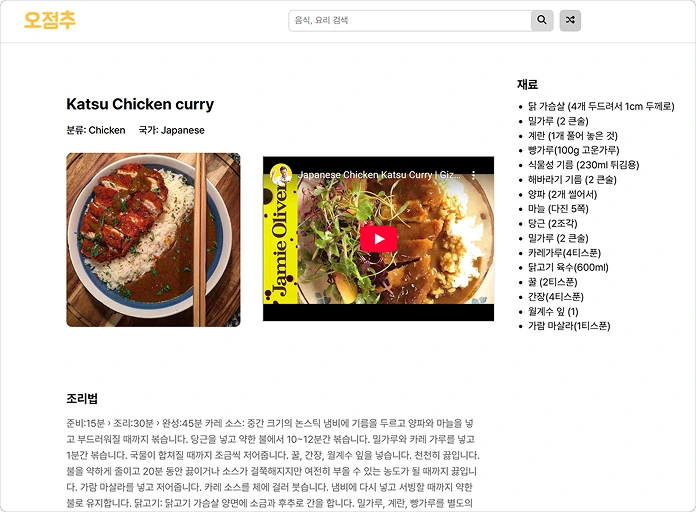 오점추
음식, 요리 검색
Katsu Chicken curry
분류: Chicken 국가: Japanese
Japanese Chicken Katsu Curry | Giz...
Jamie Oliver
재료
닭 가슴살 (4개 두드려서 1cm 두께로)
밀가루 (2 큰술)
계란 (1개 풀어 놓은 것)
빵가루(100g 고운가루)
식물성 기름 (230ml 튀김용)
해바라기 기름 (2 큰술)
양파 (2개 썰어서)
마늘 (다진 5쪽)
당근 (2조각)
밀가루 (2 큰술)
카레가루(4티스푼)
닭고기 육수(600ml)
꿀 (2티스푼)
간장(4티스푼)
월계수 잎 (1)
가람 마살라(1티스푼)
조리법
준비:15분 › 조리:30분 › 완성:45분 카레 소스: 중간 크기의 논스틱 냄비에 기름을 두르고 양파와 마늘을 넣
고 부드러워질 때까지 볶습니다. 당근을 넣고 약한 불에서 10~12분간 볶습니다. 밀가루와 카레 가루를 넣고
1분간 볶습니다. 국물이 합쳐질 때까지 조금씩 저어줍니다. 꿀, 간장, 월계수잎을 넣습니다. 천천히 끓입니다.
불을 약하게 줄이고 20분 동안 끓이거나 소스가 걸쭉해지지만 여전히 부을 수 있는 농도가 될 때까지 끓입니
다. 가람 마살라를 넣고 저어줍니다. 카레 소스를 체에 걸러 붓습니다. 냄비에 다시 넣고 서빙할 때까지 약한
불로 유지합니다. 닭고기: 닭고기 가슴살 양면에 소금과 후추로 간을 합니다. 밀가루, 계란, 빵가루를 별도의